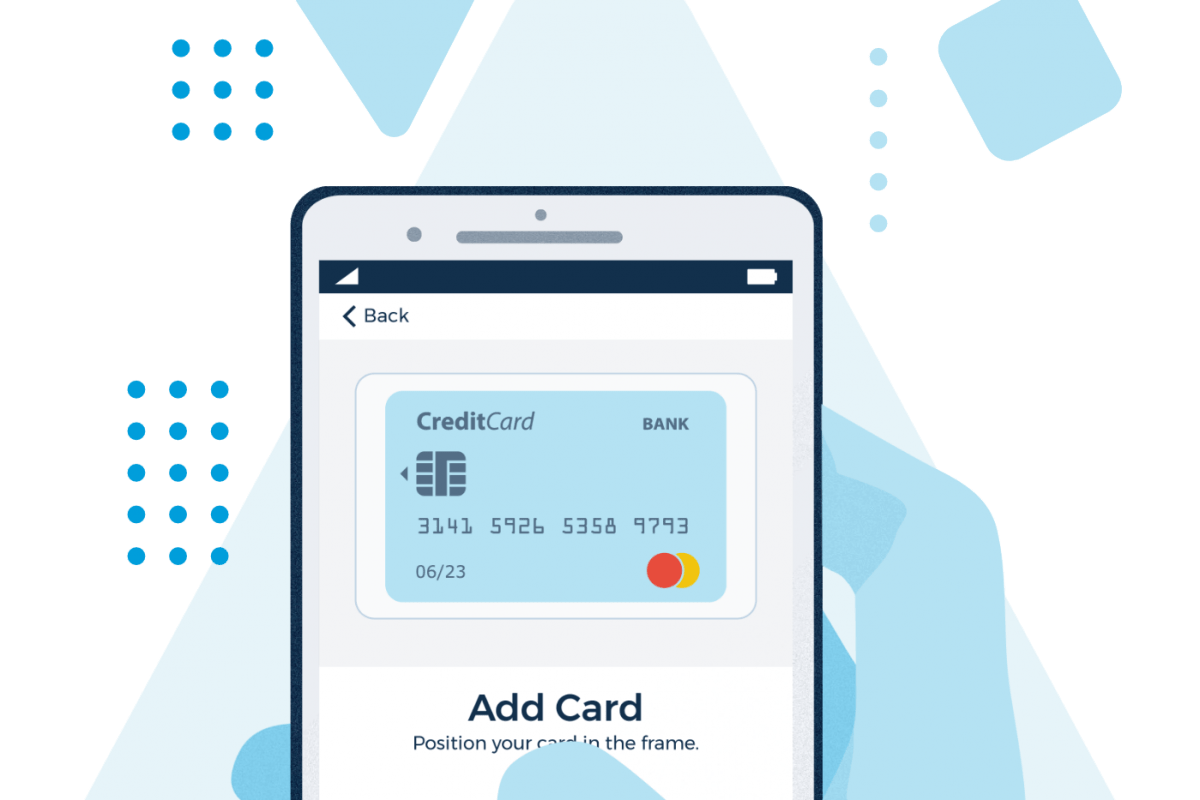 Back
CreditCard BANK
3141 5926 5358 9793
06/23
Add Card
Position your card in the frame.